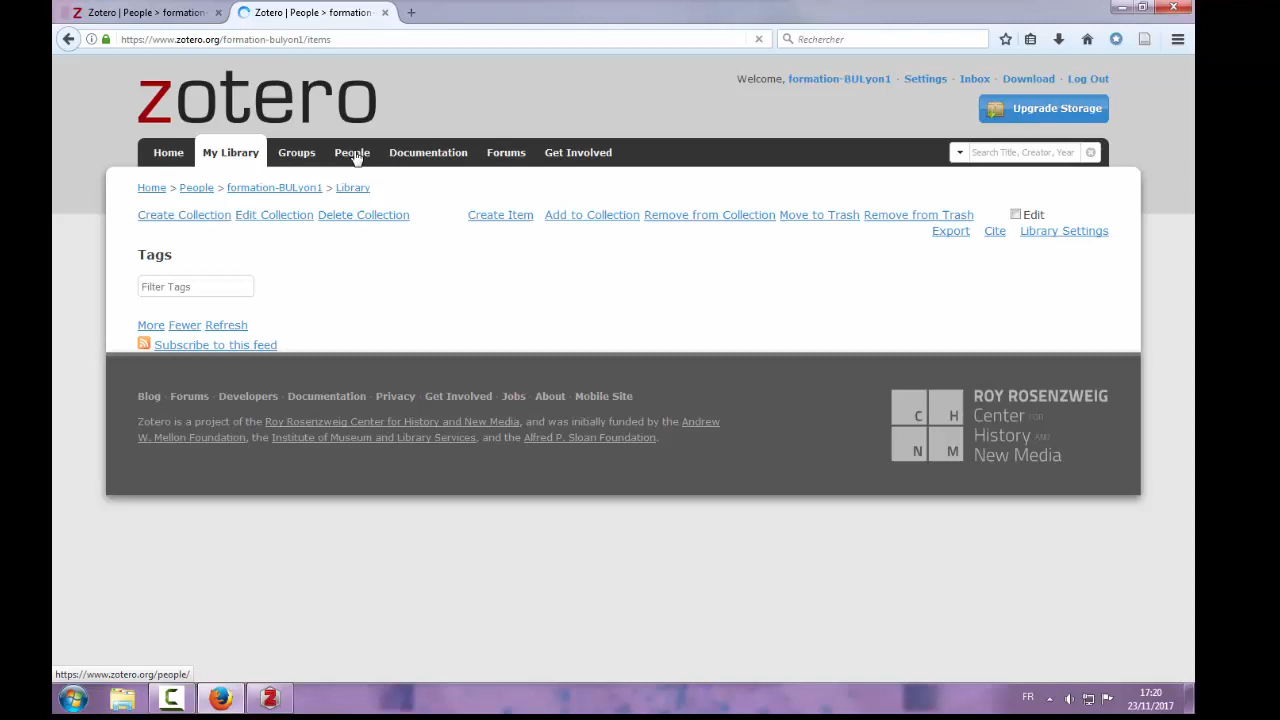 Zotero | People > formation-
Zotero | People > formation-
https://www.zotero.org/formation-bulyon1/items
Rechercher
zotero
Welcome, formation-BULyon1 · Settings · Inbox · Download · Log Out
Upgrade Storage
Home My Library Groups People Documentation Forums Get Involved
Search Title, Creator, Year
Home > People > formation-BULyon1 > Library
Create Collection Edit Collection Delete Collection Create Item Add to Collection Remove from Collection Move to Trash Remove from Trash Edit
Export Cite Library Settings
Tags
Filter Tags
More Fewer Refresh
Subscribe to this feed
Blog · Forums · Developers · Documentation · Privacy · Get Involved · Jobs · About · Mobile Site
Zotero is a project of the Roy Rosenzweig Center for History and New Media, and was initially funded by the Andrew
W. Mellon Foundation, the Institute of Museum and Library Services, and the Alfred P. Sloan Foundation.
C H
N M
ROY ROSENZWEIG
Center FOR
History AND
New Media
https://www.zotero.org/people/
FR
17:20
23/11/2017